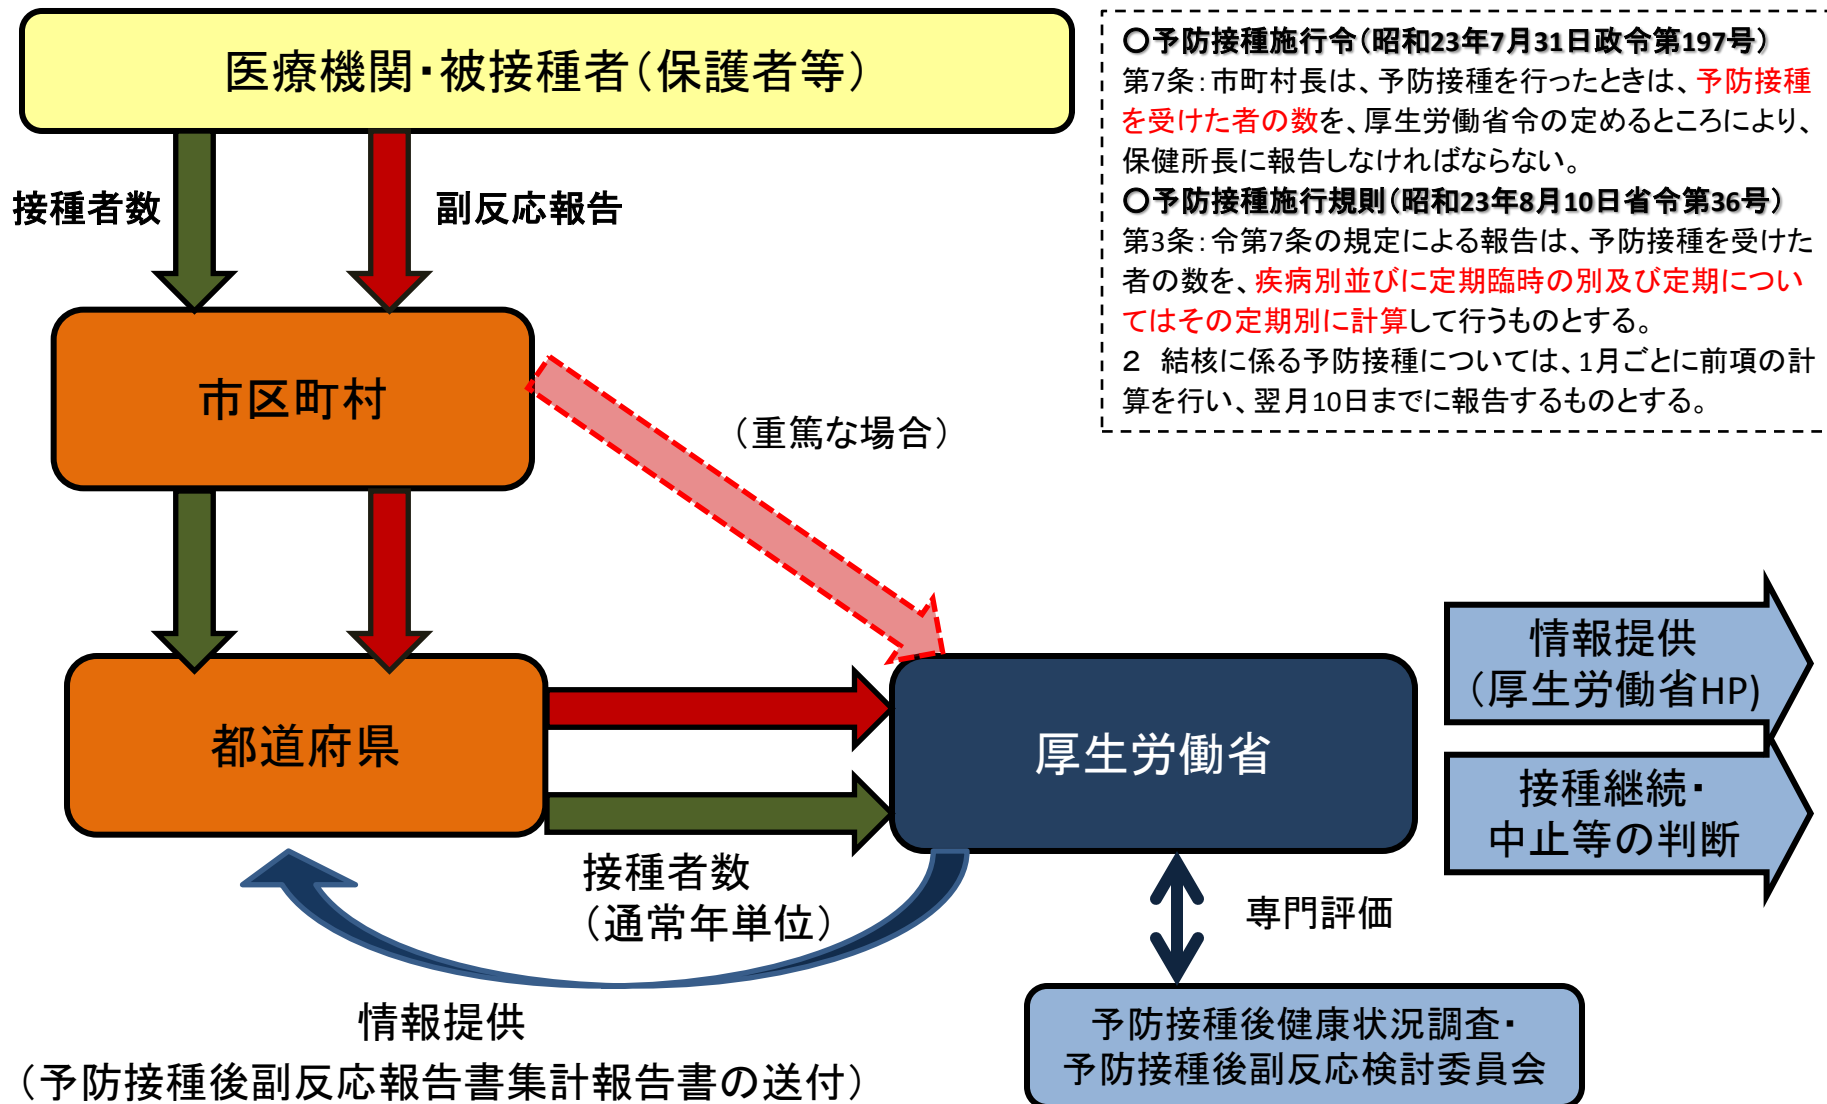 医療機関・被接種者（保護者等）
○予防接種施行令（昭和23年7月31日政令第197号）
第7条：市町村長は、予防接種を行ったときは、予防接種
を受けた者の数を、厚生労働省令の定めるところにより、
保健所長に報告しなければならない。
○予防接種施行規則（昭和23年8月10日省令第36号）
第3条：令第7条の規定による報告は、予防接種を受けた
者の数を、疾病別並びに定期臨時の別及び定期につい
てはその定期別に計算して行うものとする。
２　結核に係る予防接種については、1月ごとに前項の計
算を行い、翌月10日までに報告するものとする。
接種者数
副反応報告
市区町村
（重篤な場合）
都道府県
厚生労働省
情報提供
（厚生労働省HP)
接種継続・
中止等の判断
接種者数
（通常年単位）
専門評価
情報提供
（予防接種後副反応報告書集計報告書の送付）
予防接種後健康状況調査・
予防接種後副反応検討委員会